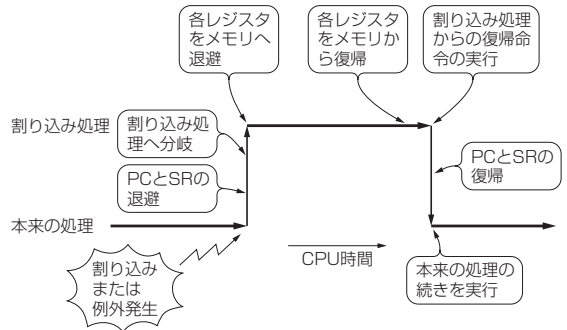 各レジスタ
をメモリへ
退避
各レジスタ
をメモリから
ら復帰
割り込み処理
からの復帰命
令の実行
割り込み処理
割り込み処
理へ分岐
PCとSRの
退避
PCとSRの
復帰
本来の処理
割り込み
または
例外発生
CPU時間
本来の処理の
続きを実行